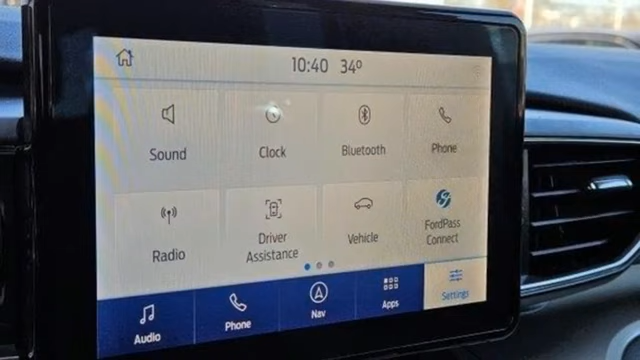 10:40 34°
Sound
Clock
Bluetooth
Phone
Radio
Driver
Assistance
Vehicle
FordPass
Connect
Audio
Phone
Nav
Apps
Settings